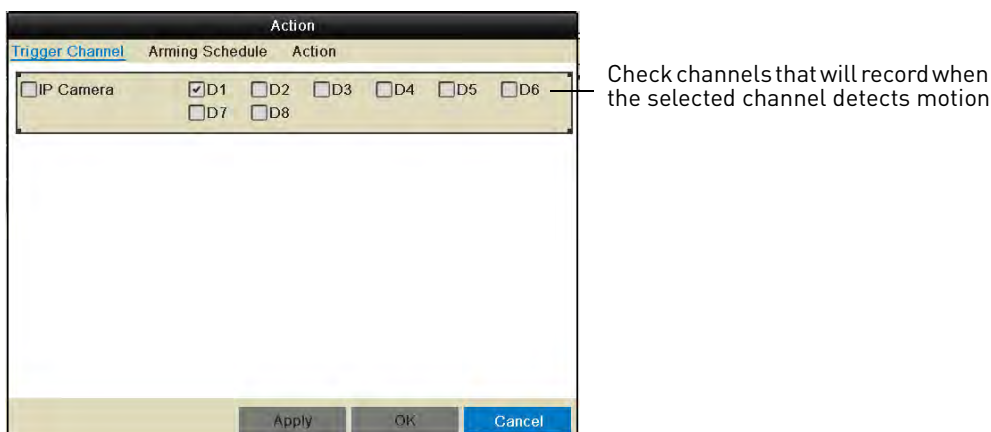 Action
Trigger Channel Arming Schedule Action
IP Camera D1 D2 D3 D4 D5 D6
D7 D8
Check channels that will record when
the selected channel detects motion
Apply OK Cancel